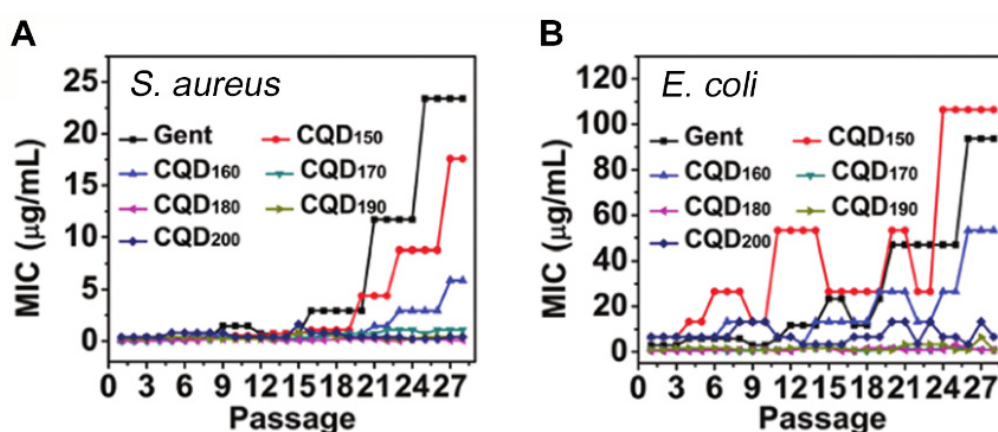 A
S. aureus
Gent CQD150
CQD160 CQD170
CQD180 CQD190
CQD200
MIC (μg/mL)
25
20
15
10
5
0
0 3 6 9 12 15 18 21 24 27
Passage
B
E. coli
Gent CQD150
CQD160 CQD170
CQD180 CQD190
CQD200
MIC (μg/mL)
120
100
80
60
40
20
0
0 3 6 9 12 15 18 21 24 27
Passage